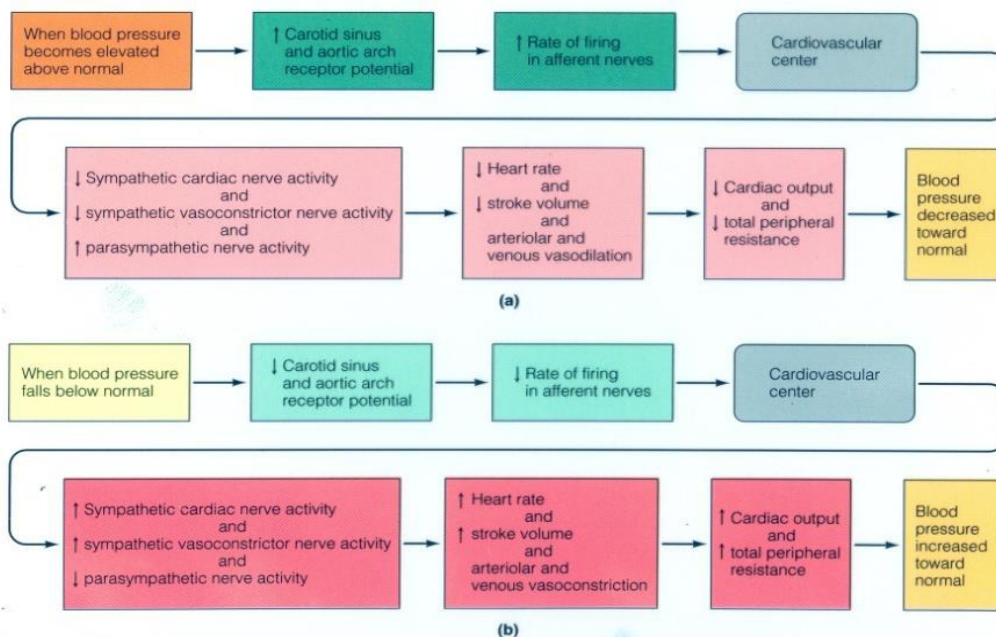 When blood pressure
becomes elevated
above normal
↑ Carotid sinus
and aortic arch
receptor potential
↑ Rate of firing
in afferent nerves
Cardiovascular
center
↓ Sympathetic cardiac nerve activity
and
↓ sympathetic vasoconstrictor nerve activity
and
↑ parasympathetic nerve activity
↓ Heart rate
and
↓ stroke volume
and
arteriolar and
venous vasodilation
↓ Cardiac output
and
↓ total peripheral
resistance
Blood
pressure
decreased
toward
normal
(a)
When blood pressure
falls below normal
↓ Carotid sinus
and aortic arch
receptor potential
↓ Rate of firing
in afferent nerves
Cardiovascular
center
↑ Sympathetic cardiac nerve activity
and
↑ sympathetic vasoconstrictor nerve activity
and
↓ parasympathetic nerve activity
↑ Heart rate
and
↑ stroke volume
and
arteriolar and
venous vasoconstriction
↑ Cardiac output
and
↑ total peripheral
resistance
Blood
pressure
increased
toward
normal
(b)